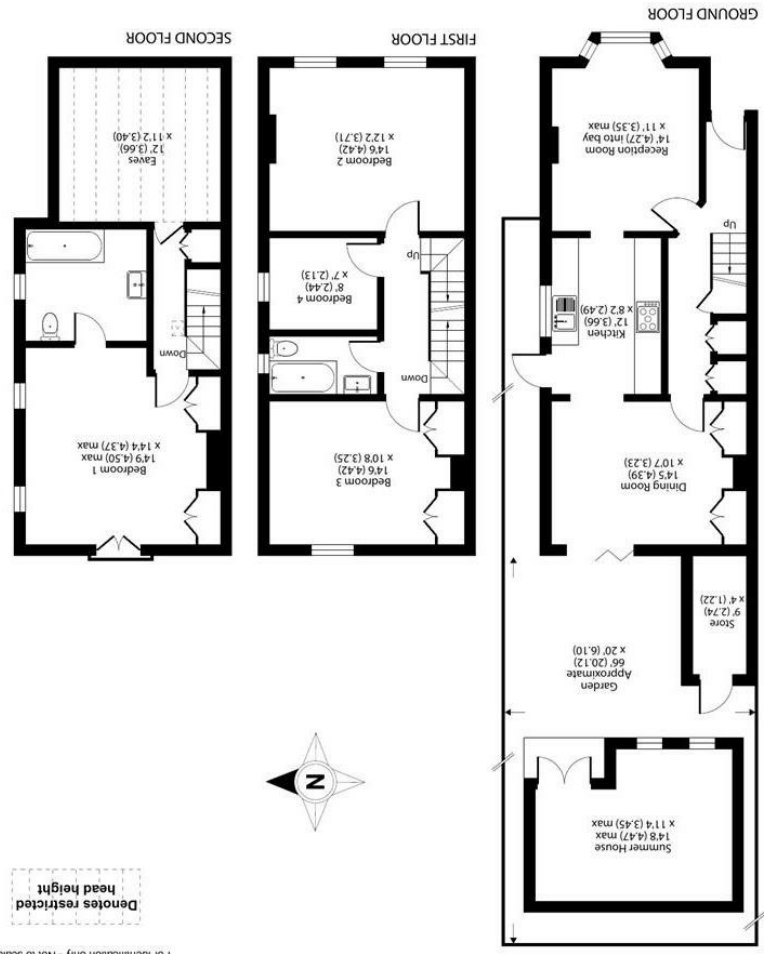 For identification only - Not to scale
Denotes restricted
head height
Summer House
14'8 (4.47) max
x 11'4 (3.45) max
N
Garden
Approximate
66' (20.12)
x 20' (6.10)
Store
9' (2.74)
x 4' (1.22)
Dining Room
14'5 (4.39)
x 10'7 (3.23)
Kitchen
12' (3.66)
x 8'2 (2.49)
Up
Reception Room
14' (4.27) into bay
x 11' (3.35) max
GROUND FLOOR
Bedroom 3
14'6 (4.42)
x 10'8 (3.25)
Down
Bedroom 4
8' (2.44)
x 7' (2.13)
Up
Bedroom 2
14'6 (4.42)
x 12'2 (3.71)
FIRST FLOOR
Bedroom 1
14'9 (4.50) max
x 14'4 (4.37) max
Down
Eaves
12' (3.66)
x 11'2 (3.40)
SECOND FLOOR